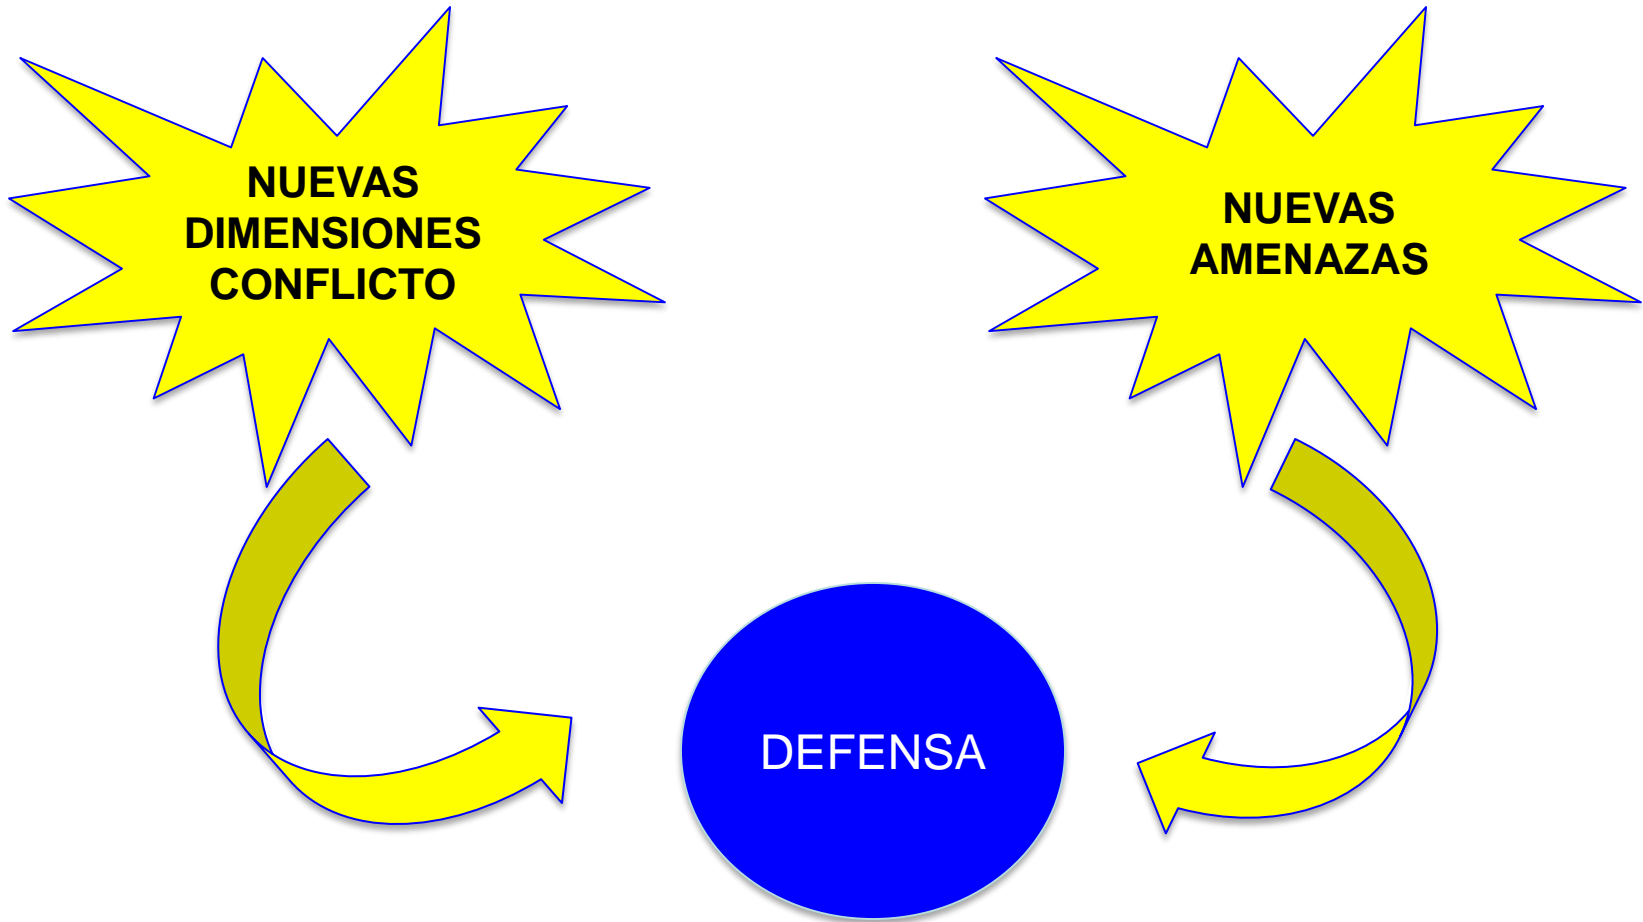 NUEVAS
DIMENSIONES
CONFLICTO
NUEVAS
AMENAZAS
DEFENSA